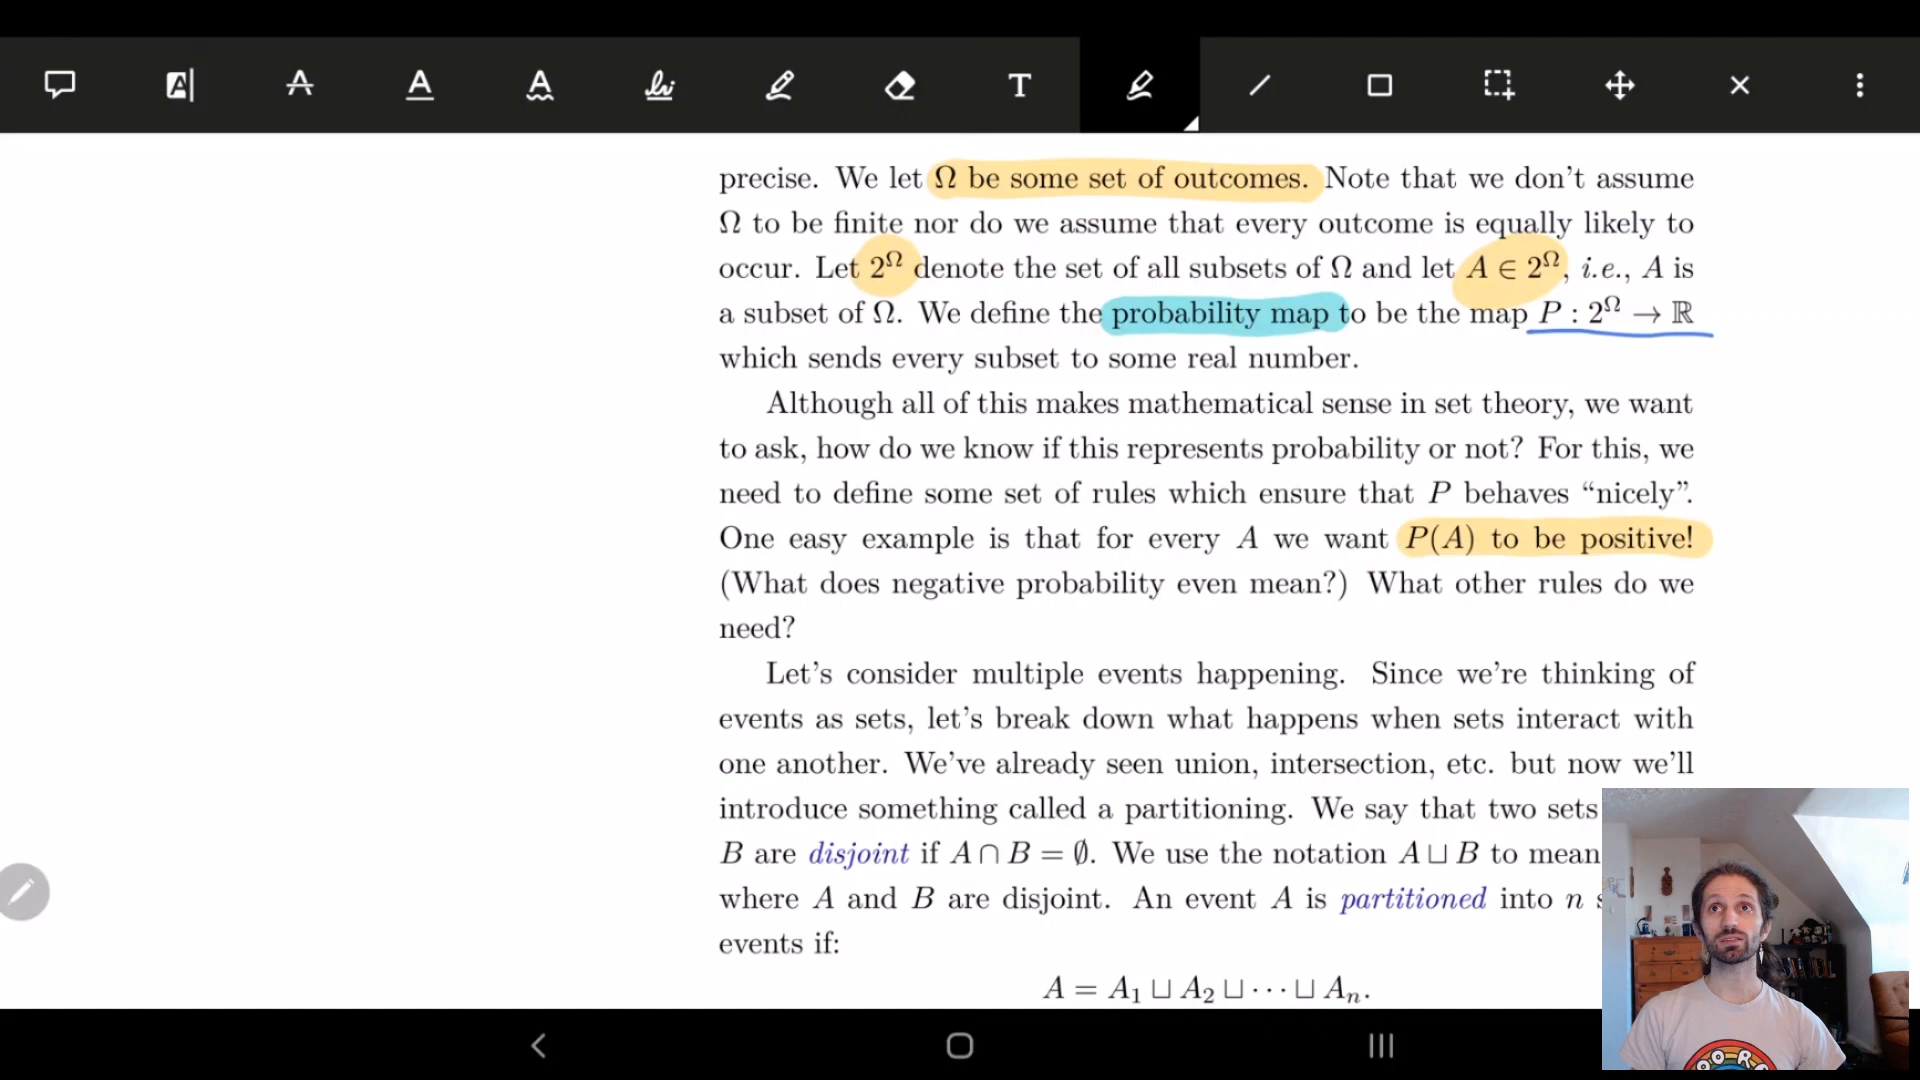 precise. We let Ω be some set of outcomes. Note that we don't assume
Ω to be finite nor do we assume that every outcome is equally likely to
occur. Let 2^Ω denote the set of all subsets of Ω and let A ∈ 2^Ω, i.e., A is
a subset of Ω. We define the probability map to be the map P : 2^Ω → ℝ
which sends every subset to some real number.
Although all of this makes mathematical sense in set theory, we want
to ask, how do we know if this represents probability or not? For this, we
need to define some set of rules which ensure that P behaves “nicely”.
One easy example is that for every A we want P(A) to be positive!
(What does negative probability even mean?) What other rules do we
need?
Let's consider multiple events happening. Since we're thinking of
events as sets, let's break down what happens when sets interact with
one another. We've already seen union, intersection, etc. but now we'll
introduce something called a partitioning. We say that two sets
B are disjoint if A ∩ B = ∅. We use the notation A ⊔ B to mean
where A and B are disjoint. An event A is partitioned into n
events if:
A = A₁ ⊔ A₂ ⊔ ⋯ ⊔ Aₙ.